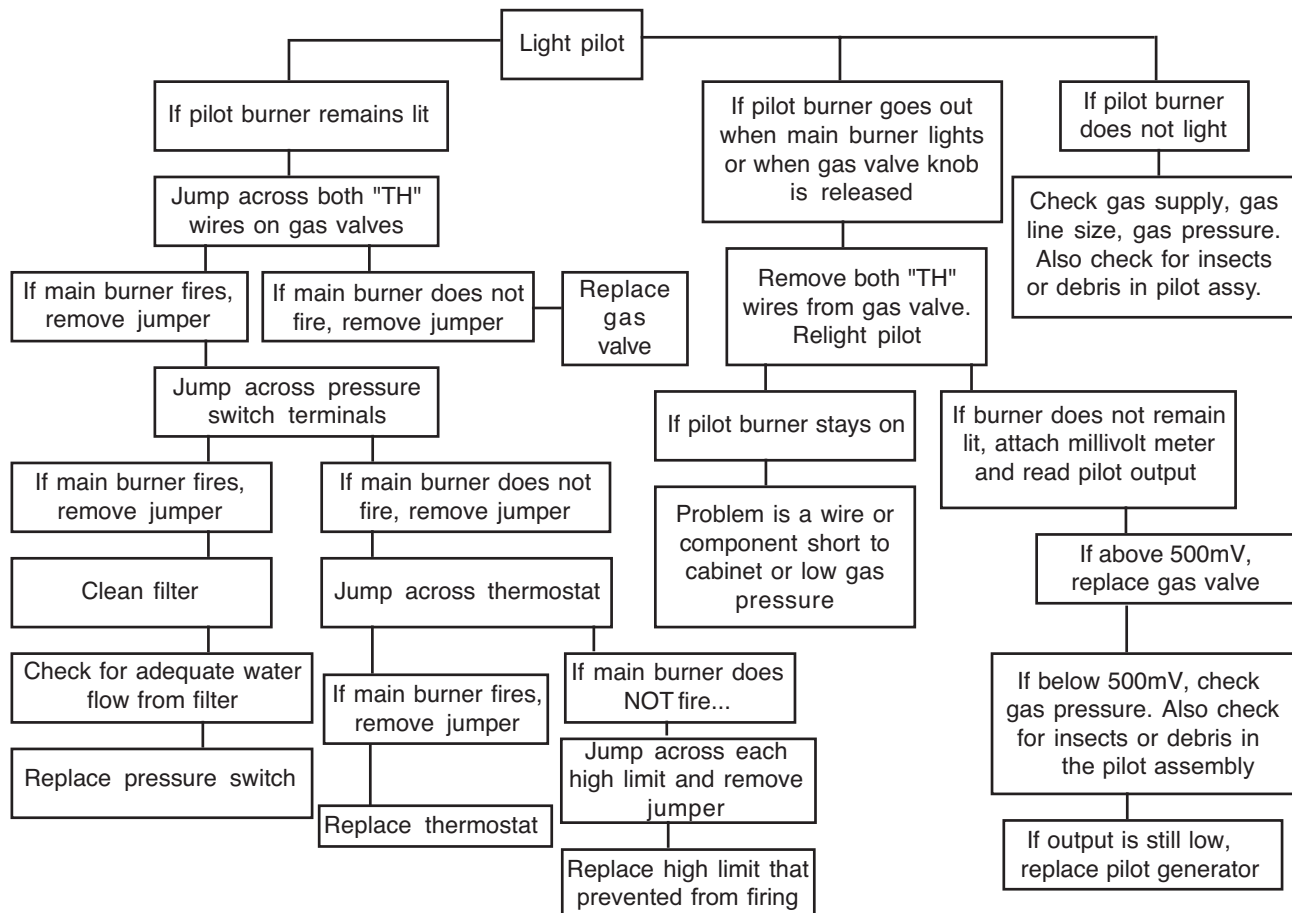 Light pilot
If pilot burner remains lit
If pilot burner goes out
when main burner lights
or when gas valve knob
is released
If pilot burner
does not light
Jump across both "TH"
wires on gas valves
Check gas supply, gas
line size, gas pressure.
Also check for insects
or debris in pilot assy.
If main burner fires,
remove jumper
If main burner does not
fire, remove jumper
Replace
gas
valve
Remove both "TH"
wires from gas valve.
Relight pilot
Jump across pressure
switch terminals
If pilot burner stays on
If burner does not remain
lit, attach millivolt meter
and read pilot output
If main burner fires,
remove jumper
If main burner does not
fire, remove jumper
Problem is a wire or
component short to
cabinet or low gas
pressure
If above 500mV,
replace gas valve
Clean filter
Jump across thermostat
Check for adequate water
flow from filter
If main burner fires,
remove jumper
If main burner does
NOT fire...
If below 500mV, check
gas pressure. Also check
for insects or debris in
the pilot assembly
Replace pressure switch
Jump across each
high limit and remove
jumper
Replace thermostat
If output is still low,
replace pilot generator
Replace high limit that
prevented from firing